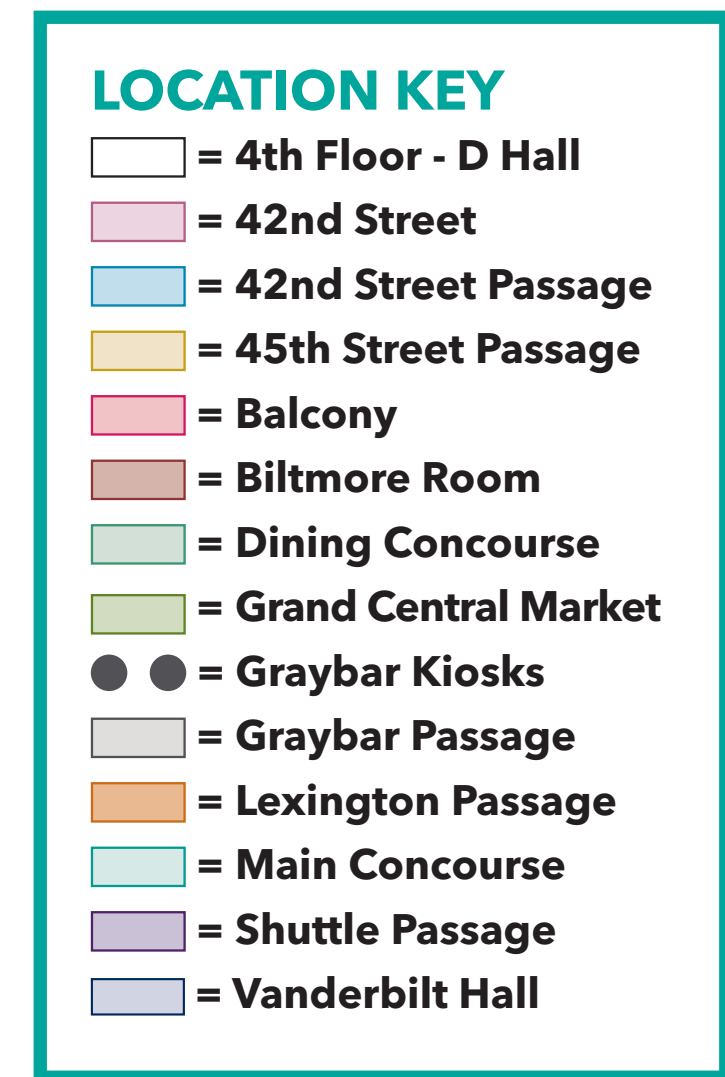 LOCATION KEY
= 4th Floor - D Hall
= 42nd Street
= 42nd Street Passage
= 45th Street Passage
= Balcony
= Biltmore Room
= Dining Concourse
= Grand Central Market
= Graybar Kiosks
= Graybar Passage
= Lexington Passage
= Main Concourse
= Shuttle Passage
= Vanderbilt Hall